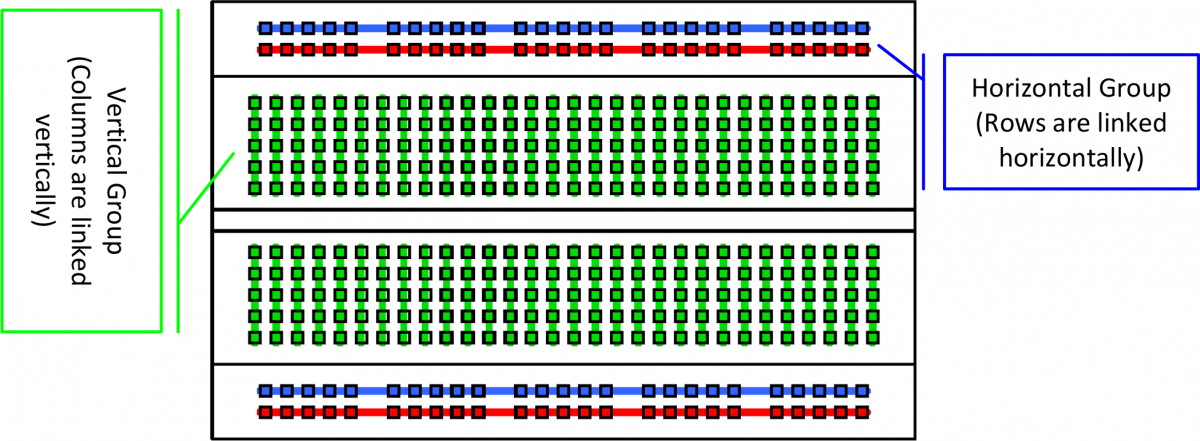 Vertical Group
(Columns are linked
vertically)
Horizontal Group
(Rows are linked
horizontally)